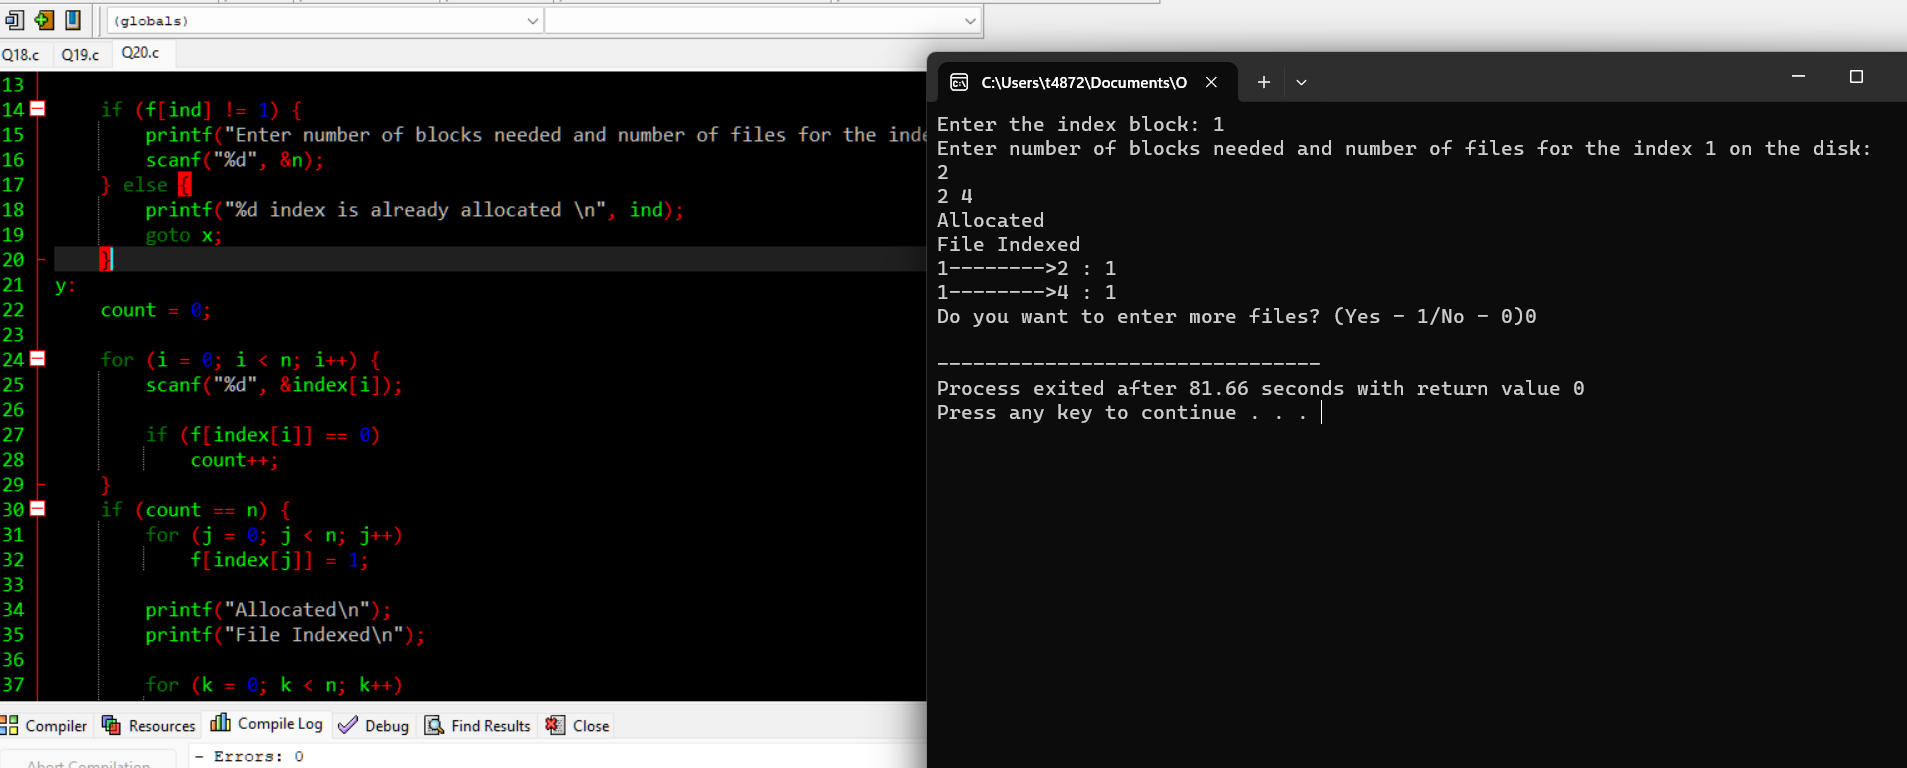 (globals)
Q18.c Q19.c Q20.c
13
14 if (f[ind] != 1) {
15 printf("Enter number of blocks needed and number of files for the inde
16 scanf("%d", &n);
17 } else {
18 printf("%d index is already allocated \n", ind);
19 goto x;
20 }
21 y:
22 count = 0;
23
24 for (i = 0; i < n; i++) {
25 scanf("%d", &index[i]);
26
27 if (f[index[i]] == 0)
28 count++;
29 }
30 if (count == n) {
31 for (j = 0; j < n; j++)
32 f[index[j]] = 1;
33
34 printf("Allocated\n");
35 printf("File Indexed\n");
36
37 for (k = 0; k < n; k++)
Compiler Resources Compile Log Debug Find Results Close
Abort Compilation
- Errors: 0
C:\Users\t4872\Documents\O
Enter the index block: 1
Enter number of blocks needed and number of files for the index 1 on the disk:
2
2 4
Allocated
File Indexed
1-------->2 : 1
1-------->4 : 1
Do you want to enter more files? (Yes - 1/No - 0)0
--------------------------------
Process exited after 81.66 seconds with return value 0
Press any key to continue . . .